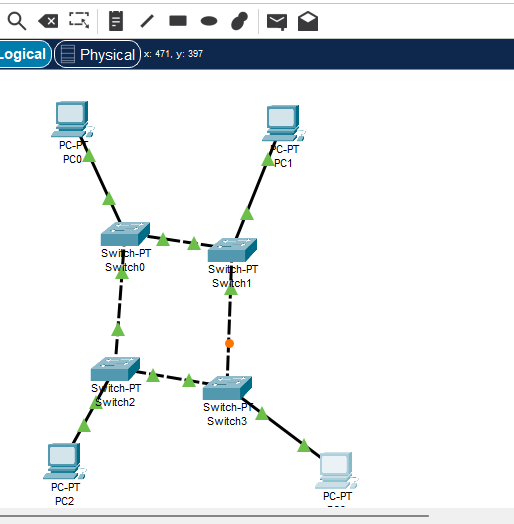 Logical Physical x: 471, y: 397
PC-PT
PC0
PC-PT
PC1
Switch-PT
Switch0
Switch-PT
Switch1
Switch-PT
Switch2
Switch-PT
Switch3
PC-PT
PC2
PC-PT